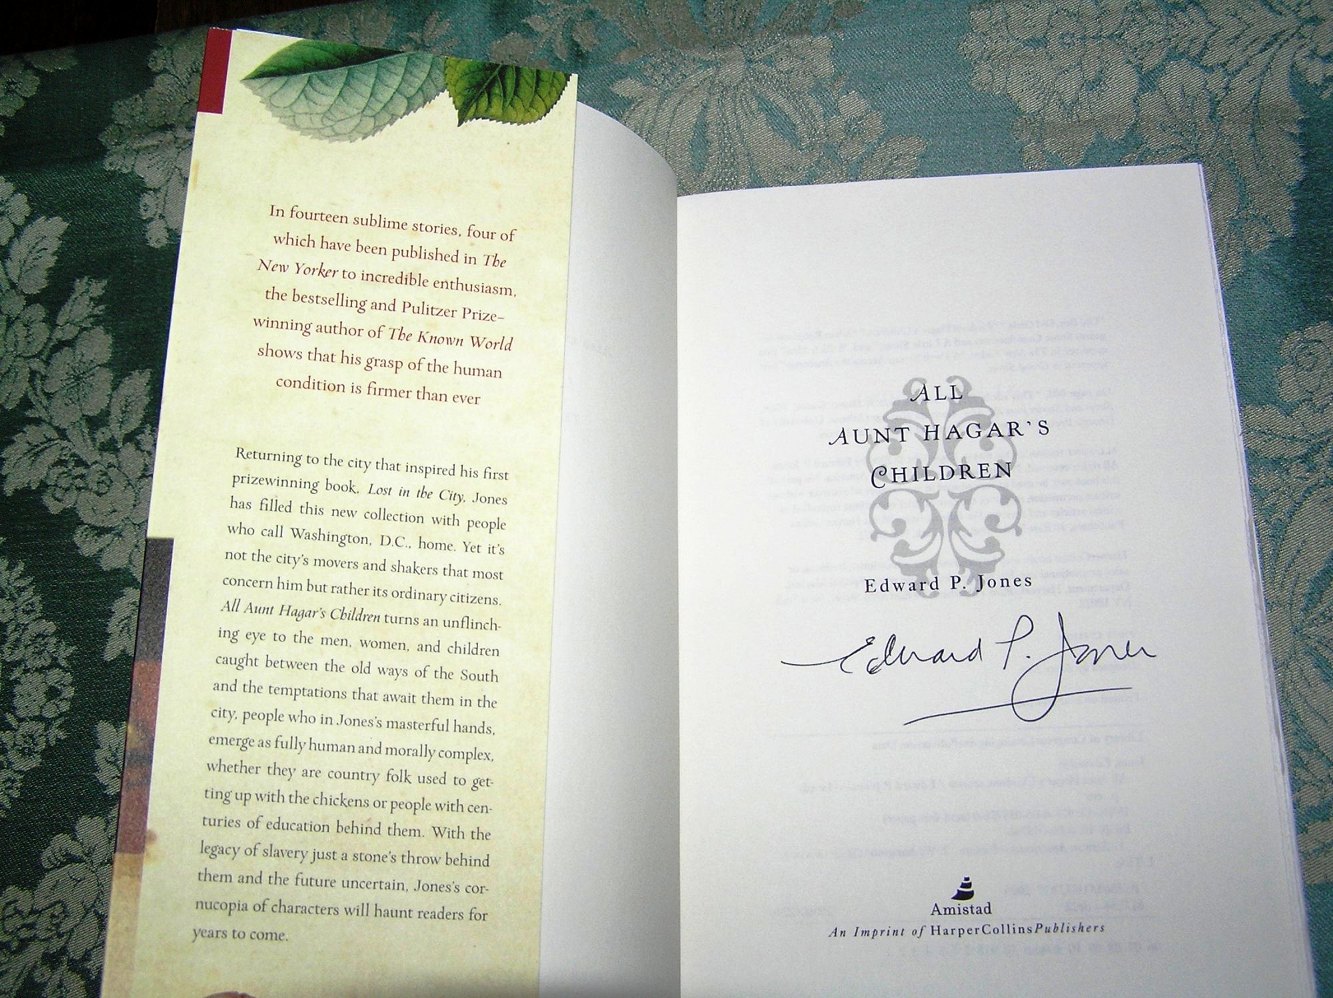 In fourteen sublime stories, four of
which have been published in The
New Yorker to incredible enthusiasm,
the bestselling and Pulitzer Prize–
winning author of The Known World
shows that his grasp of the human
condition is firmer than ever
Returning to the city that inspired his first
prizewinning book, Lost in the City, Jones
has filled this new collection with people
who call Washington, D.C., home. Yet it's
not the city's movers and shakers that most
concern him but rather its ordinary citizens.
All Aunt Hagar's Children turns an unflinch-
ing eye to the men, women, and children
caught between the old ways of the South
and the temptations that await them in the
city, people who in Jones's masterful hands,
emerge as fully human and morally complex,
whether they are country folk used to get-
ting up with the chickens or people with cen-
turies of education behind them. With the
legacy of slavery just a stone's throw behind
them and the future uncertain, Jones's cor-
nucopia of characters will haunt readers for
years to come.
ALL
AUNT HAGAR'S
CHILDREN
Edward P. Jones
Edward P. Jones
Amistad
An Imprint of HarperCollinsPublishers